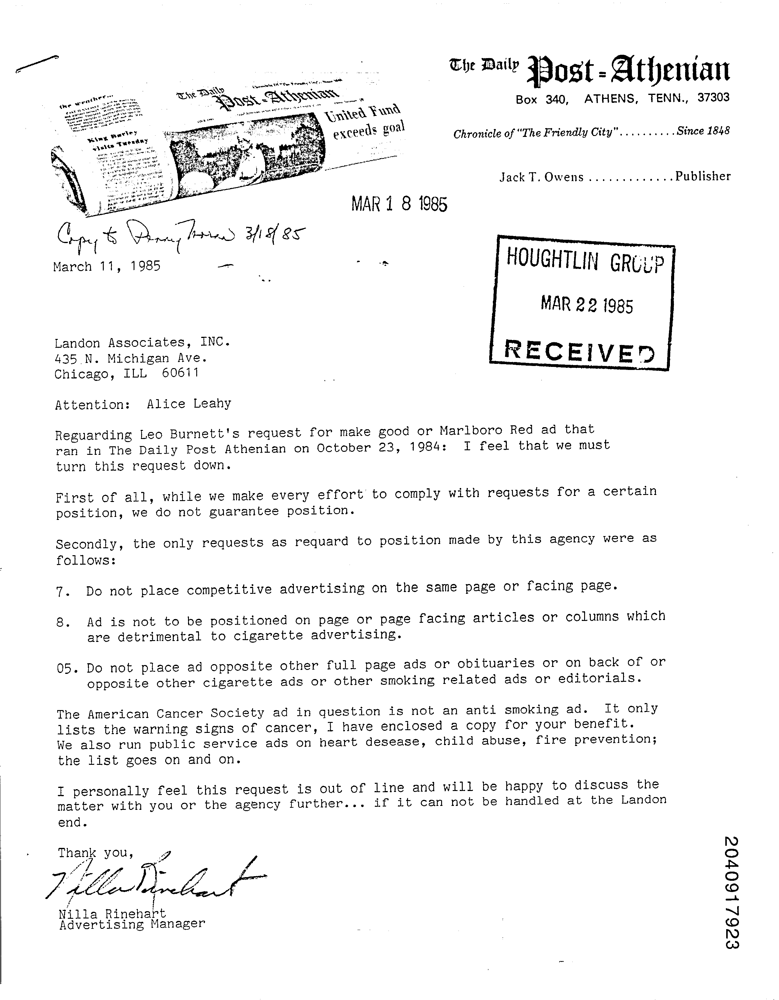 The Daily Post-Athenian
Box 340, ATHENS, TENN., 37303
Chronicle of "The Friendly City"..........Since 1848
Jack T. Owens .............Publisher
the weather...
The Daily
Post-Athenian
King Barley
visits Tuesday
United Fund
exceeds goal
MAR 1 8 1985
Copy to Penny 3/18/85
March 11, 1985
HOUGHTLIN GROUP
MAR 22 1985
RECEIVED
Landon Associates, INC.
435 N. Michigan Ave.
Chicago, ILL 60611
Attention: Alice Leahy
Reguarding Leo Burnett's request for make good or Marlboro Red ad that
ran in The Daily Post Athenian on October 23, 1984: I feel that we must
turn this request down.
First of all, while we make every effort to comply with requests for a certain
position, we do not guarantee position.
Secondly, the only requests as requard to position made by this agency were as
follows:
7. Do not place competitive advertising on the same page or facing page.
8. Ad is not to be positioned on page or page facing articles or columns which
are detrimental to cigarette advertising.
05. Do not place ad opposite other full page ads or obituaries or on back of or
opposite other cigarette ads or other smoking related ads or editorials.
The American Cancer Society ad in question is not an anti smoking ad. It only
lists the warning signs of cancer, I have enclosed a copy for your benefit.
We also run public service ads on heart desease, child abuse, fire prevention;
the list goes on and on.
I personally feel this request is out of line and will be happy to discuss the
matter with you or the agency further... if it can not be handled at the Landon
end.
Thank you,
Nilla Rinehart
Nilla Rinehart
Advertising Manager
2040917923